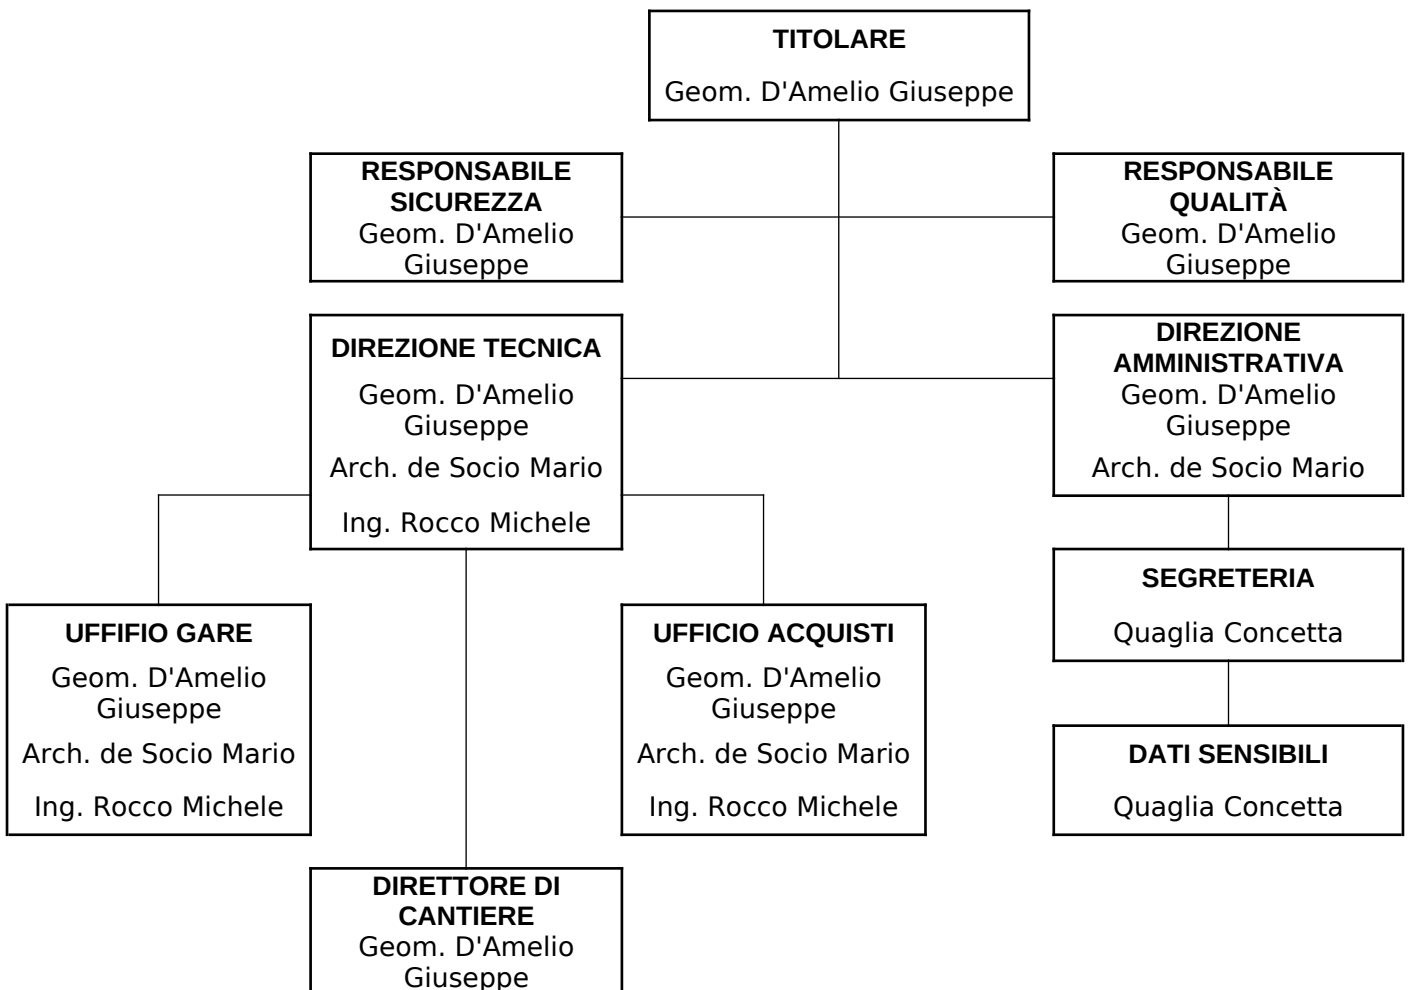 TITOLARE
Geom. D'Amelio Giuseppe
RESPONSABILE
SICUREZZA
Geom. D'Amelio
Giuseppe
RESPONSABILE
QUALITÀ
Geom. D'Amelio
Giuseppe
DIREZIONE TECNICA
Geom. D'Amelio
Giuseppe
Arch. de Socio Mario
Ing. Rocco Michele
DIREZIONE
AMMINISTRATIVA
Geom. D'Amelio
Giuseppe
Arch. de Socio Mario
SEGRETERIA
Quaglia Concetta
UFFIFIO GARE
Geom. D'Amelio
Giuseppe
Arch. de Socio Mario
Ing. Rocco Michele
UFFICIO ACQUISTI
Geom. D'Amelio
Giuseppe
Arch. de Socio Mario
Ing. Rocco Michele
DATI SENSIBILI
Quaglia Concetta
DIRETTORE DI
CANTIERE
Geom. D'Amelio
Giuseppe